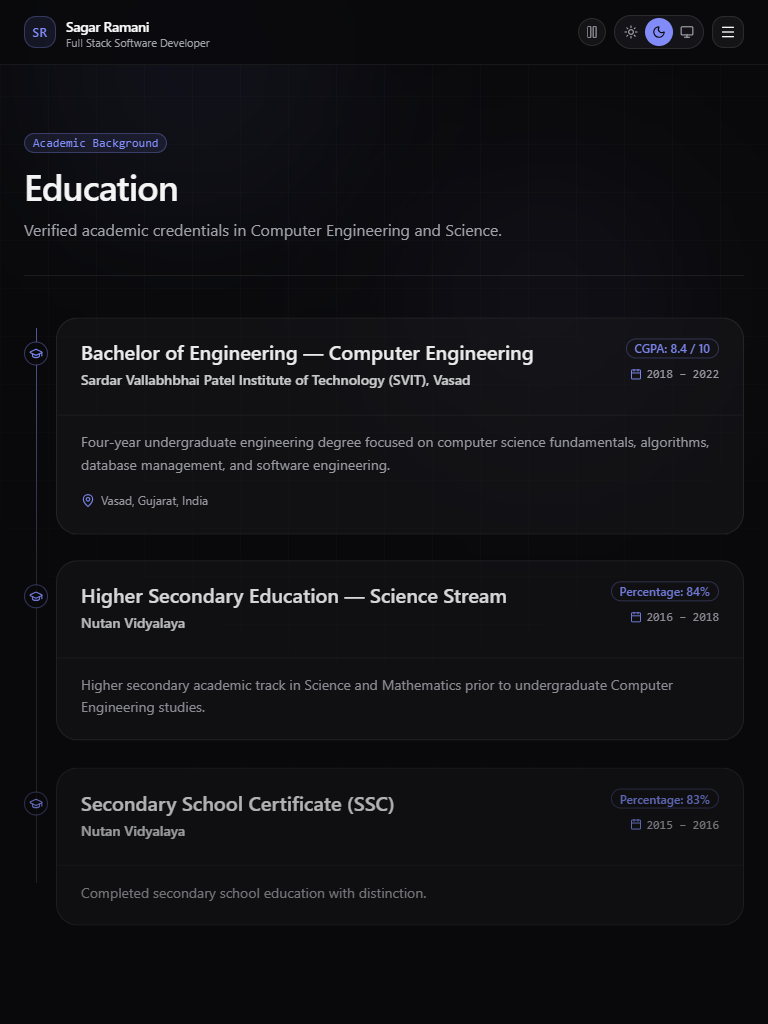 SR
Sagar Ramani
Full Stack Software Developer
Academic Background
Education
Verified academic credentials in Computer Engineering and Science.
Bachelor of Engineering — Computer Engineering
CGPA: 8.4 / 10
Sardar Vallabhbhai Patel Institute of Technology (SVIT), Vasad
2018 – 2022
Four-year undergraduate engineering degree focused on computer science fundamentals, algorithms,
database management, and software engineering.
Vasad, Gujarat, India
Higher Secondary Education — Science Stream
Percentage: 84%
Nutan Vidyalaya
2016 – 2018
Higher secondary academic track in Science and Mathematics prior to undergraduate Computer
Engineering studies.
Secondary School Certificate (SSC)
Percentage: 83%
Nutan Vidyalaya
2015 – 2016
Completed secondary school education with distinction.